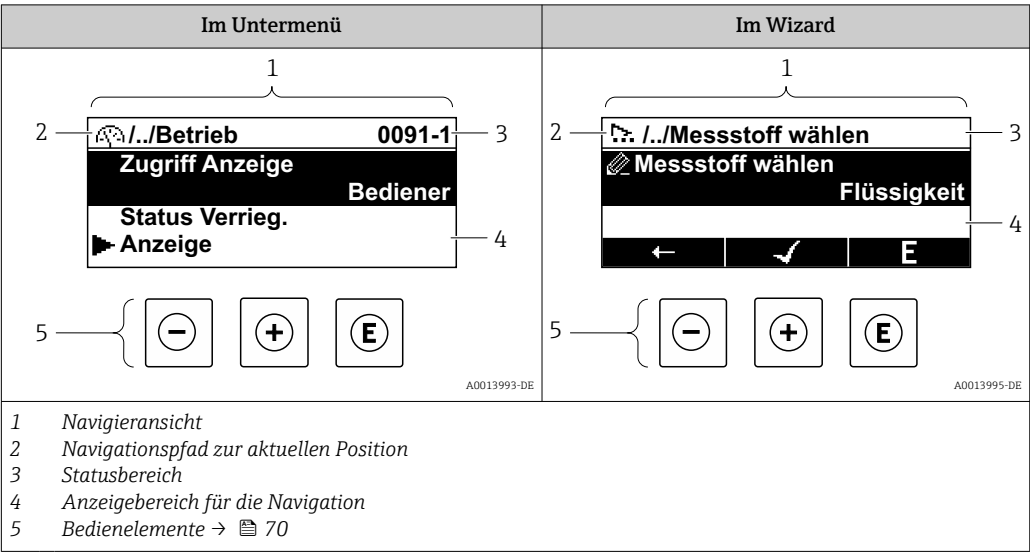 Im Untermenü
Im Wizard
1
1
2
/../Betrieb 0091-1
3
2
/../Messstoff wählen
3
Zugriff Anzeige
Bediener
Status Verrieg.
Anzeige
4
Messstoff wählen
Flüssigkeit
4
E
5
E
5
E
A0013993-DE
A0013995-DE
1 Navigieransicht
2 Navigationspfad zur aktuellen Position
3 Statusbereich
4 Anzeigebereich für die Navigation
5 Bedienelemente → 70